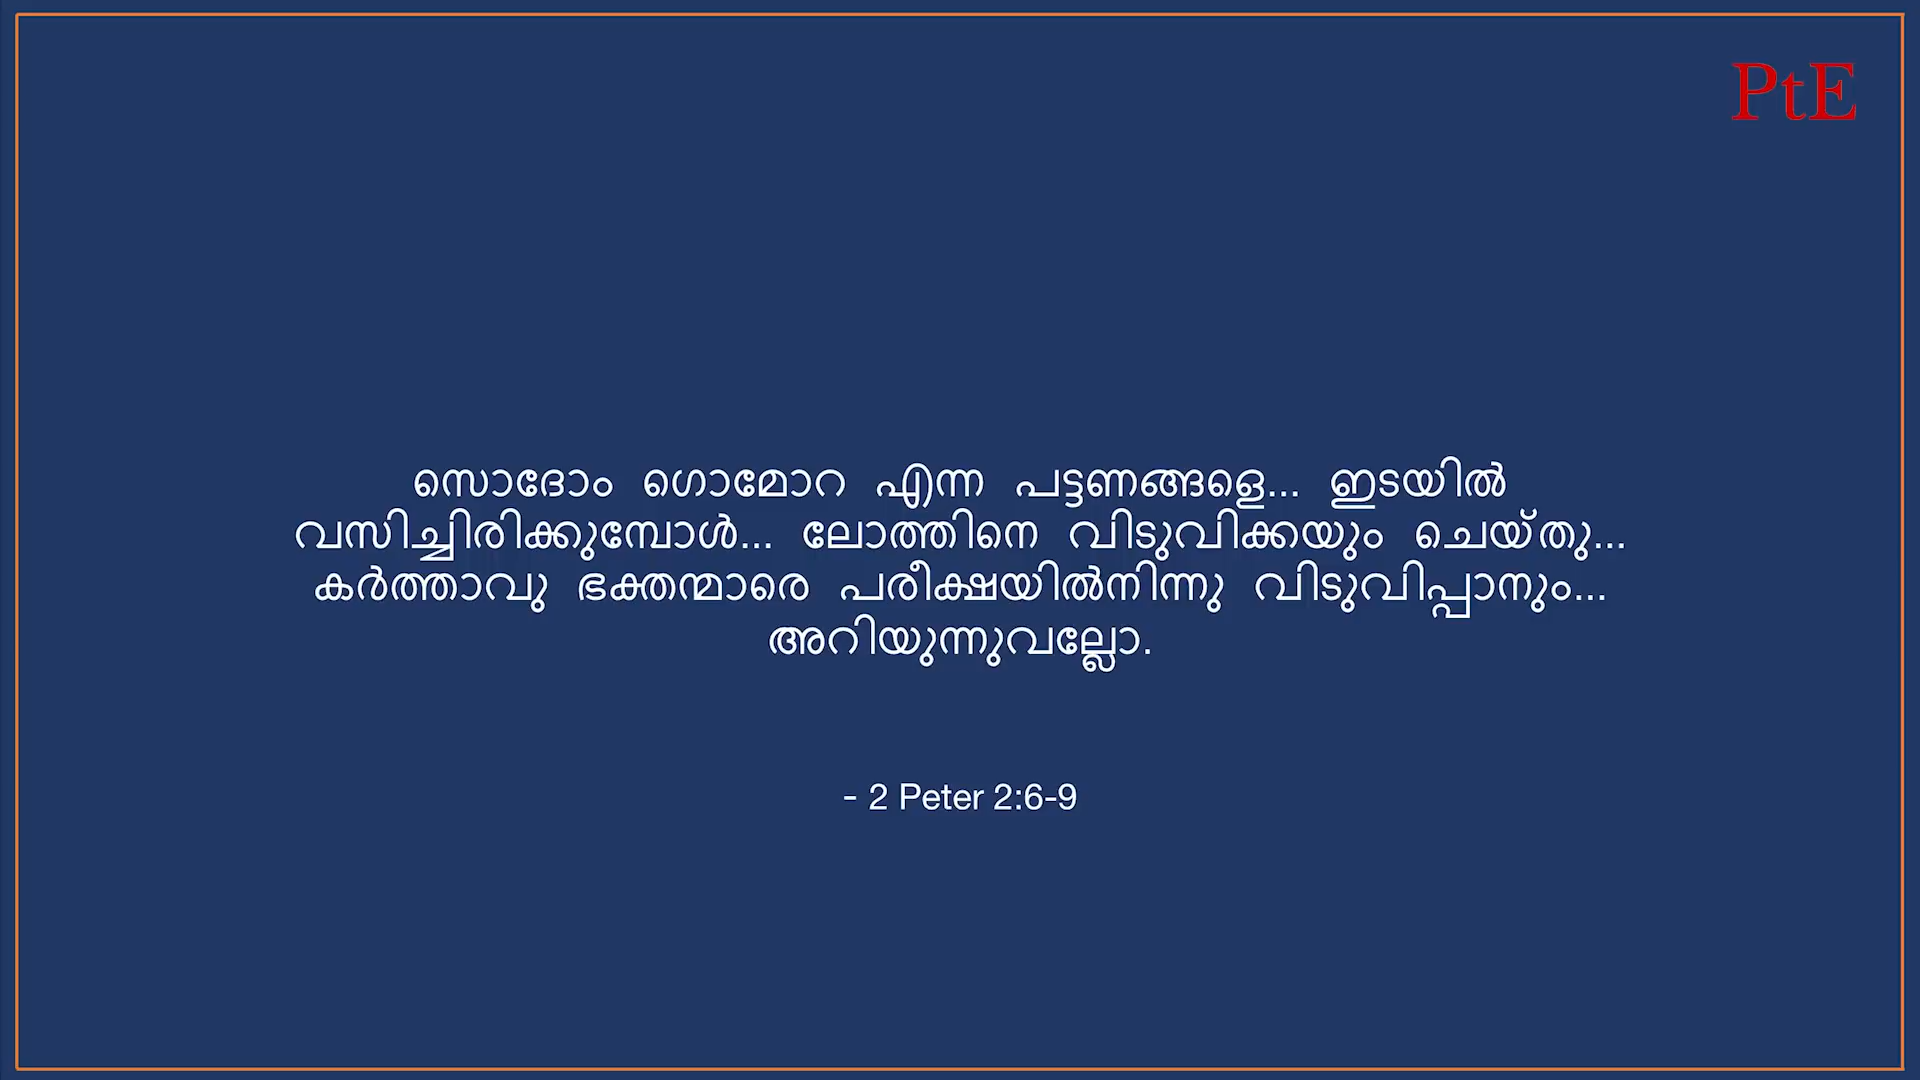 PtE
സൊദോം ഗൊമോറ എന്ന പട്ടണങ്ങളെ... ഇടയിൽ
വസിച്ചിരിക്കുമ്പോൾ... ലോത്തിനെ വിടുവിക്കയും ചെയ്തു...
കർത്താവു ഭക്തന്മാരെ പരീക്ഷയിൽനിന്നു വിടുവിപ്പാനും...
അറിയുന്നുവല്ലോ.
- 2 Peter 2:6-9